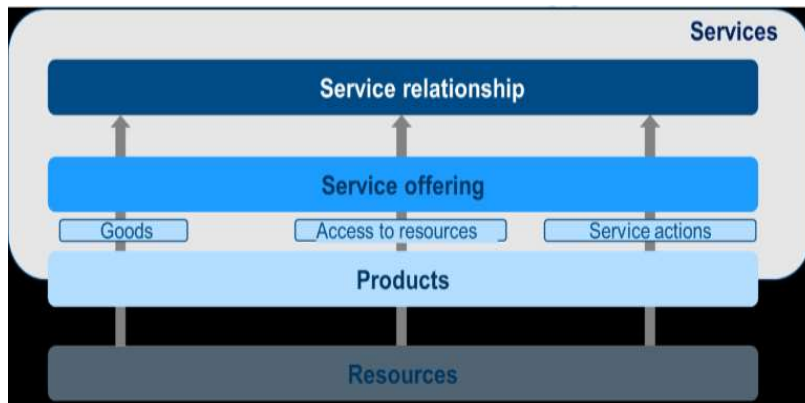 Services
Service relationship
Service offering
Goods
Access to resources
Service actions
Products
Resources